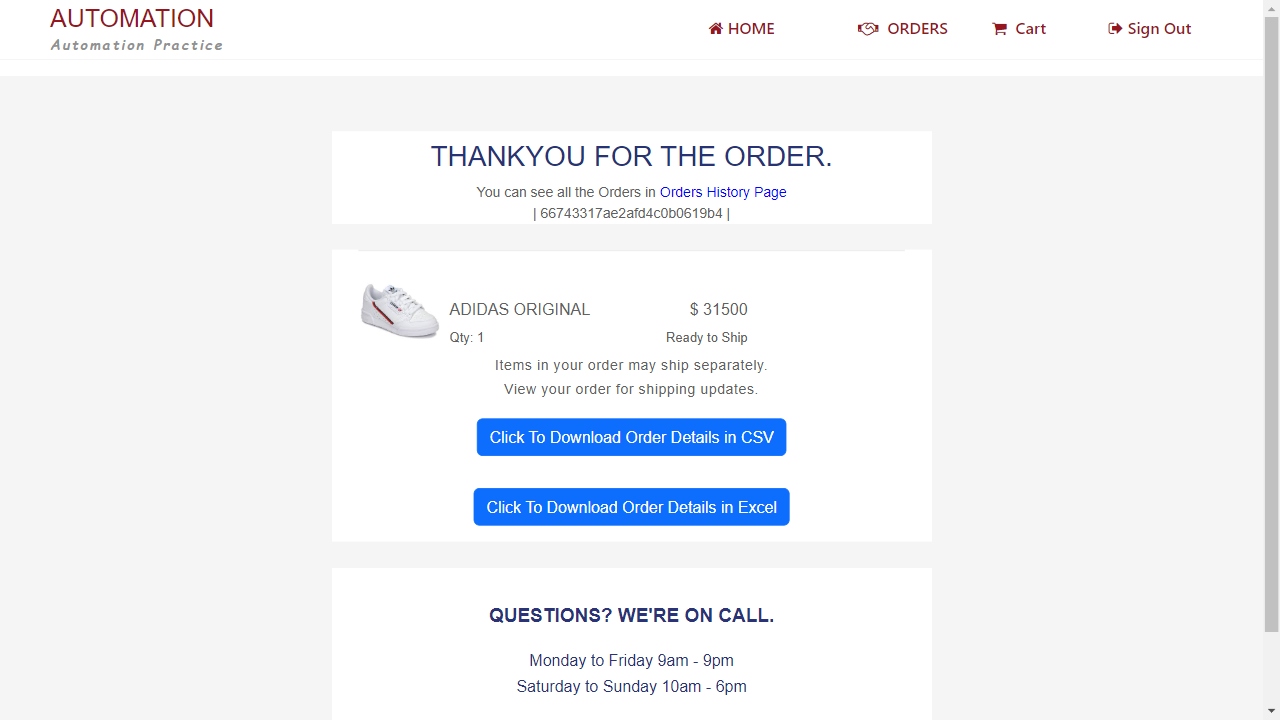 AUTOMATION
Automation Practice
HOME
ORDERS
Cart
Sign Out
THANKYOU FOR THE ORDER.
You can see all the Orders in Orders History Page
| 66743317ae2afd4c0b0619b4 |
ADIDAS ORIGINAL
$ 31500
Qty: 1
Ready to Ship
Items in your order may ship separately.
View your order for shipping updates.
Click To Download Order Details in CSV
Click To Download Order Details in Excel
QUESTIONS? WE'RE ON CALL.
Monday to Friday 9am - 9pm
Saturday to Sunday 10am - 6pm